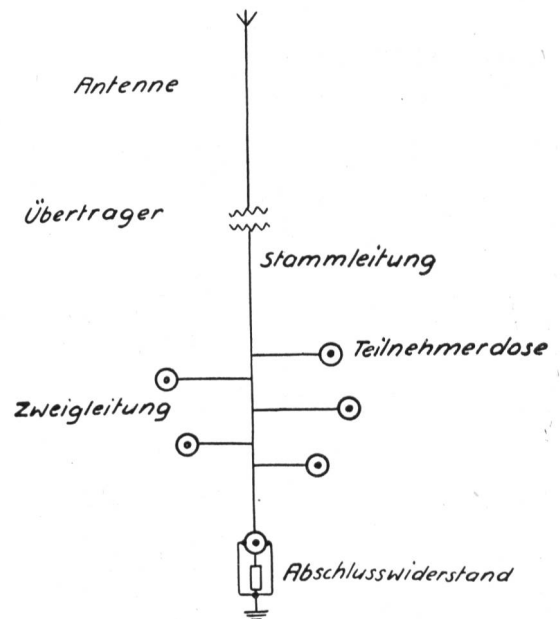 Antenne
Übertrager
Stammleitung
Teilnehmerdose
Zweigleitung
Abschlusswiderstand